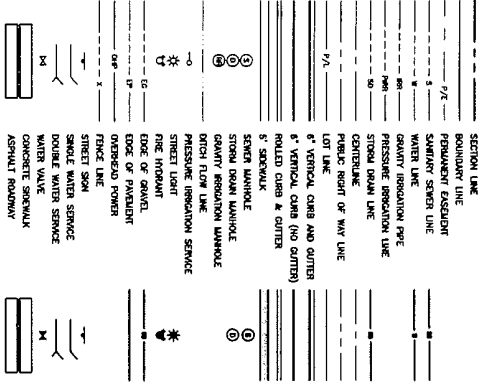 SECTION LINE
BOUNDARY LINE
P/E PERMANENT EASEMENT
S SANITARY SEWER LINE
W WATER LINE
IRR GRAVITY IRRIGATION PIPE
PIRR PRESSURE IRRIGATION LINE
SD STORM DRAIN LINE
CENTERLINE
PUBLIC RIGHT OF WAY LINE
P/L LOT LINE
6" VERTICAL CURB AND GUTTER
6" VERTICAL CURB (NO GUTTER)
ROLLED CURB & GUTTER
5' SIDEWALK
S SEWER MANHOLE
D STORM DRAIN MANHOLE D
GRAVITY IRRIGATION MANHOLE
DITCH FLOW LINE
PRESSURE IRRIGATION SERVICE
STREET LIGHT
FIRE HYDRANT
EG EDGE OF GRAVEL
EP EDGE OF PAVEMENT
OHP OVERHEAD POWER
X FENCE LINE
STREET SIGN
SINGLE WATER SERVICE
DOUBLE WATER SERVICE
WATER VALVE
CONCRETE SIDEWALK
ASPHALT ROADWAY